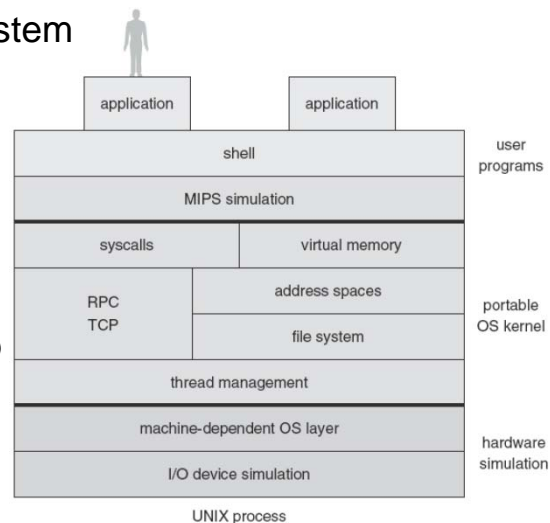 stem
application application
shell
user
programs
MIPS simulation
syscalls virtual memory
RPC
TCP
address spaces
file system
portable
OS kernel
thread management
machine-dependent OS layer
hardware
simulation
I/O device simulation
UNIX process